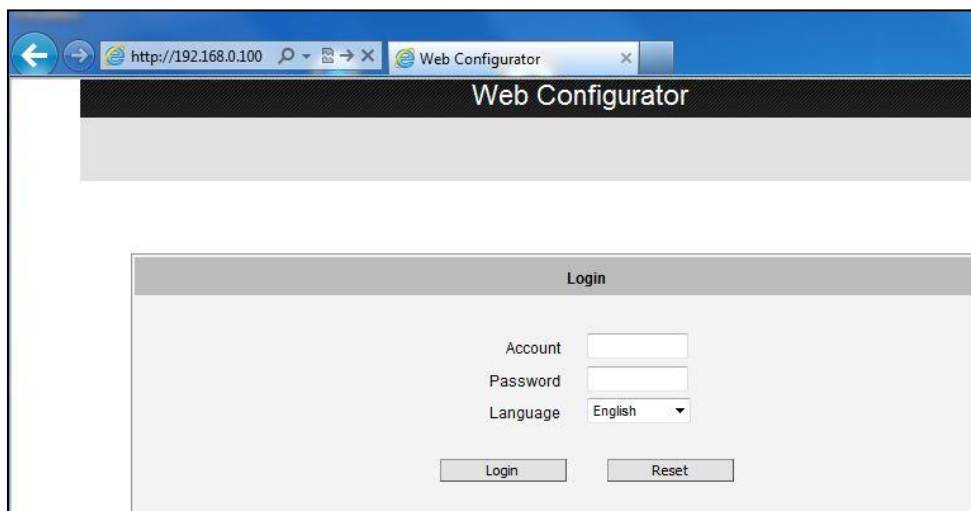 http://192.168.0.100
Web Configurator
Web Configurator
Login
Account
Password
Language English
Login Reset